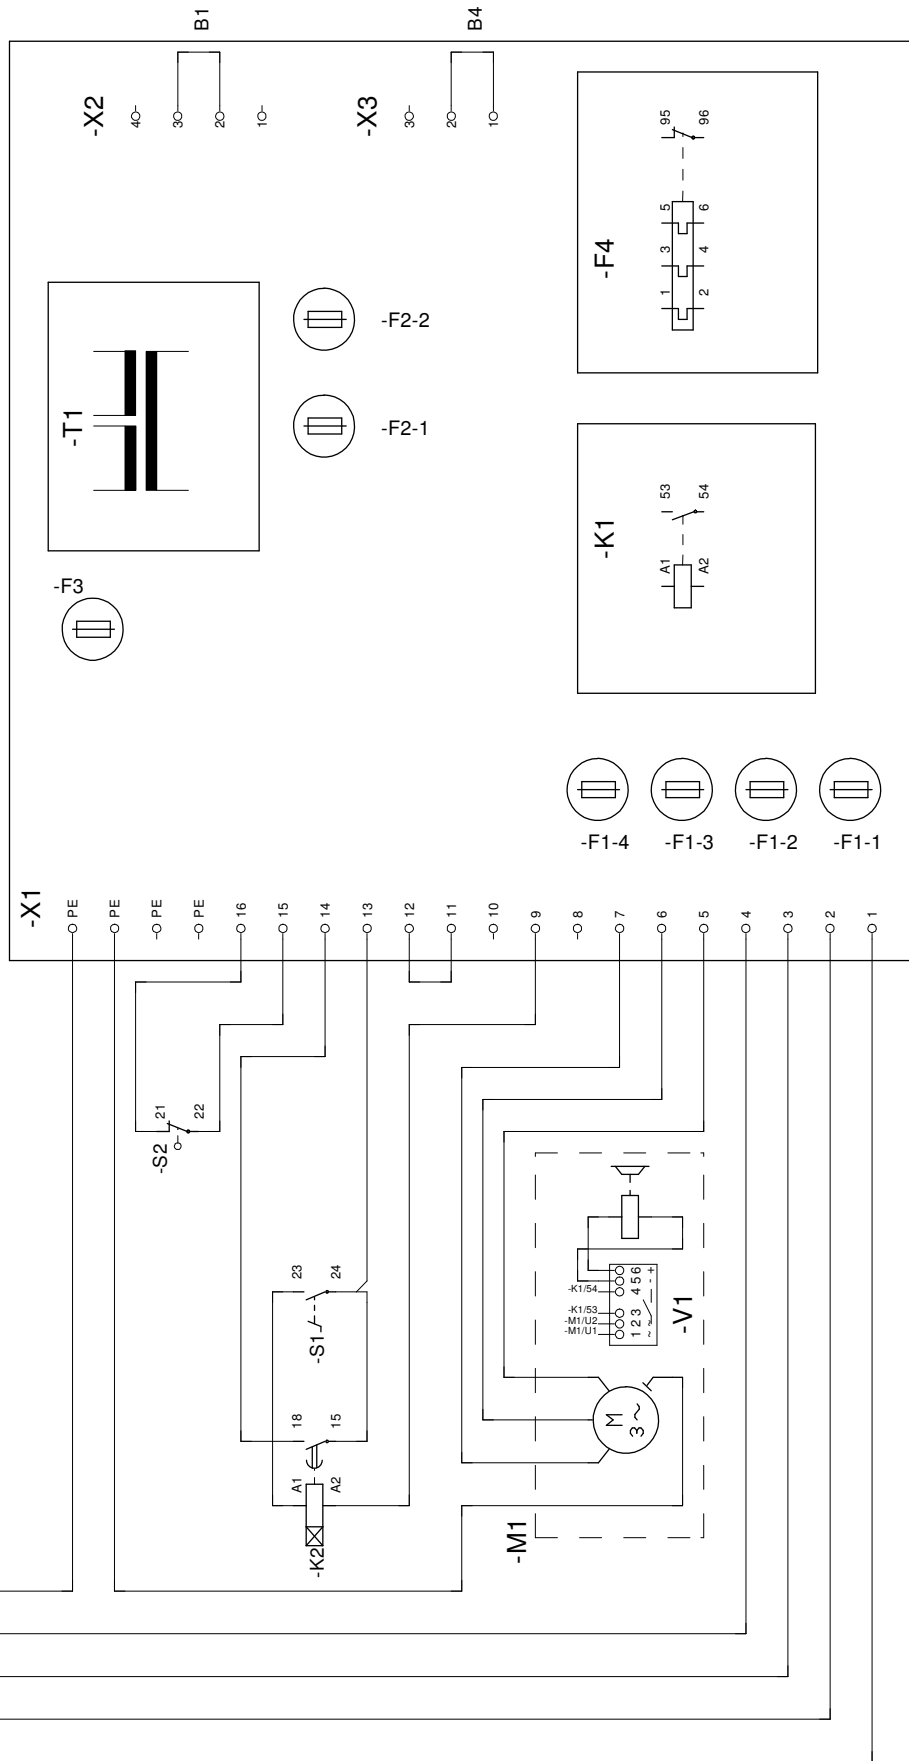 B1
B4
-X2
4
3
2
1
-X3
3
2
1
-T1
-F2-2
-F2-1
-F3
-F4
1
3
5
2
4
6
95
96
-K1
A1
A2
53
54
-F1-4
-F1-3
-F1-2
-F1-1
-X1
PE
PE
PE
PE
16
15
14
13
12
11
10
9
8
7
6
5
4
3
2
1
-S2
21
22
-S1
23
24
18
15
A1
A2
-K2
-K1/54
-K1/53
-M1/U2
-M1/U1
1 2 3 4 5 6
~ ~ - +
-V1
M
3 ~
-M1